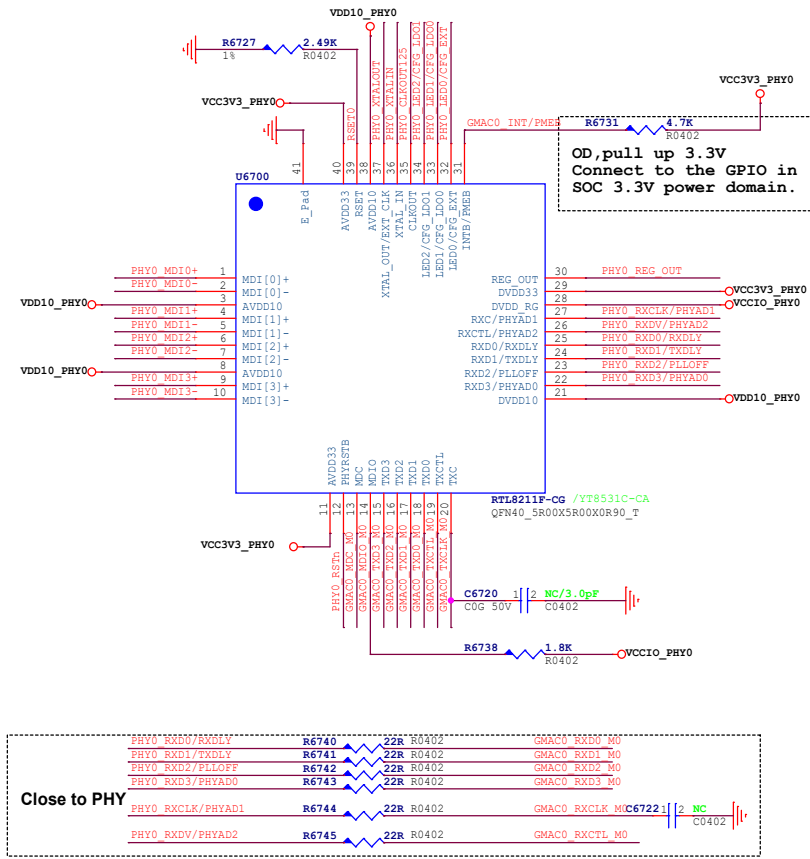 VDD10_PHY0
R6727 2.49K
1% R0402
VCC3V3_PHY0
RSET0
PHY0_XTALOUT
PHY0_XTALIN
PHY0_CLKOUT125
PHY0_LED2/CFG_LDO1
PHY0_LED1/CFG_LDO0
PHY0_LED0/CFG_EXT
GMAC0_INT/PMEB
VCC3V3_PHY0
R6731 4.7K
R0402
OD,pull up 3.3V
Connect to the GPIO in
SOC 3.3V power domain.
41 40 39 38 37 36 35 34 33 32 31
U6700
E_Pad
AVDD33
RSET
AVDD10
XTAL_OUT/EXT_CLK
XTAL_IN
CLKOUT
LED2/CFG_LDO1
LED1/CFG_LDO0
LED0/CFG_EXT
INTB/PMEB
PHY0_MDI0+ 1 MDI[0]+
PHY0_MDI0- 2 MDI[0]-
VDD10_PHY0 3 AVDD10
PHY0_MDI1+ 4 MDI[1]+
PHY0_MDI1- 5 MDI[1]-
PHY0_MDI2+ 6 MDI[2]+
PHY0_MDI2- 7 MDI[2]-
VDD10_PHY0 8 AVDD10
PHY0_MDI3+ 9 MDI[3]+
PHY0_MDI3- 10 MDI[3]-
REG_OUT 30 PHY0_REG_OUT
DVDD33 29 VCC3V3_PHY0
DVDD_RG 28 VCCIO_PHY0
RXC/PHYAD1 27 PHY0_RXCLK/PHYAD1
RXCTL/PHYAD2 26 PHY0_RXDV/PHYAD2
RXD0/RXDLY 25 PHY0_RXD0/RXDLY
RXD1/TXDLY 24 PHY0_RXD1/TXDLY
RXD2/PLLOFF 23 PHY0_RXD2/PLLOFF
RXD3/PHYAD0 22 PHY0_RXD3/PHYAD0
DVDD10 21 VDD10_PHY0
AVDD33
PHYRSTB
MDC
MDIO
TXD3
TXD2
TXD1
TXD0
TXCTL
TXC
RTL8211F-CG /YT8531C-CA
QFN40_5R00X5R00X0R90_T
11 12 13 14 15 16 17 18 19 20
VCC3V3_PHY0
PHY0_RSTn
GMAC0_MDC_M0
GMAC0_MDIO_M0
GMAC0_TXD3_M0
GMAC0_TXD2_M0
GMAC0_TXD1_M0
GMAC0_TXD0_M0
GMAC0_TXCTL_M0
GMAC0_TXCLK_M0
C6720 1 2 NC/3.0pF
C0G 50V C0402
R6738 1.8K
R0402
VCCIO_PHY0
PHY0_RXD0/RXDLY R6740 22R R0402 GMAC0_RXD0_M0
PHY0_RXD1/TXDLY R6741 22R R0402 GMAC0_RXD1_M0
PHY0_RXD2/PLLOFF R6742 22R R0402 GMAC0_RXD2_M0
PHY0_RXD3/PHYAD0 R6743 22R R0402 GMAC0_RXD3_M0
Close to PHY
PHY0_RXCLK/PHYAD1 R6744 22R R0402 GMAC0_RXCLK_M0 C6722 1 2 NC
C0402
PHY0_RXDV/PHYAD2 R6745 22R R0402 GMAC0_RXCTL_M0